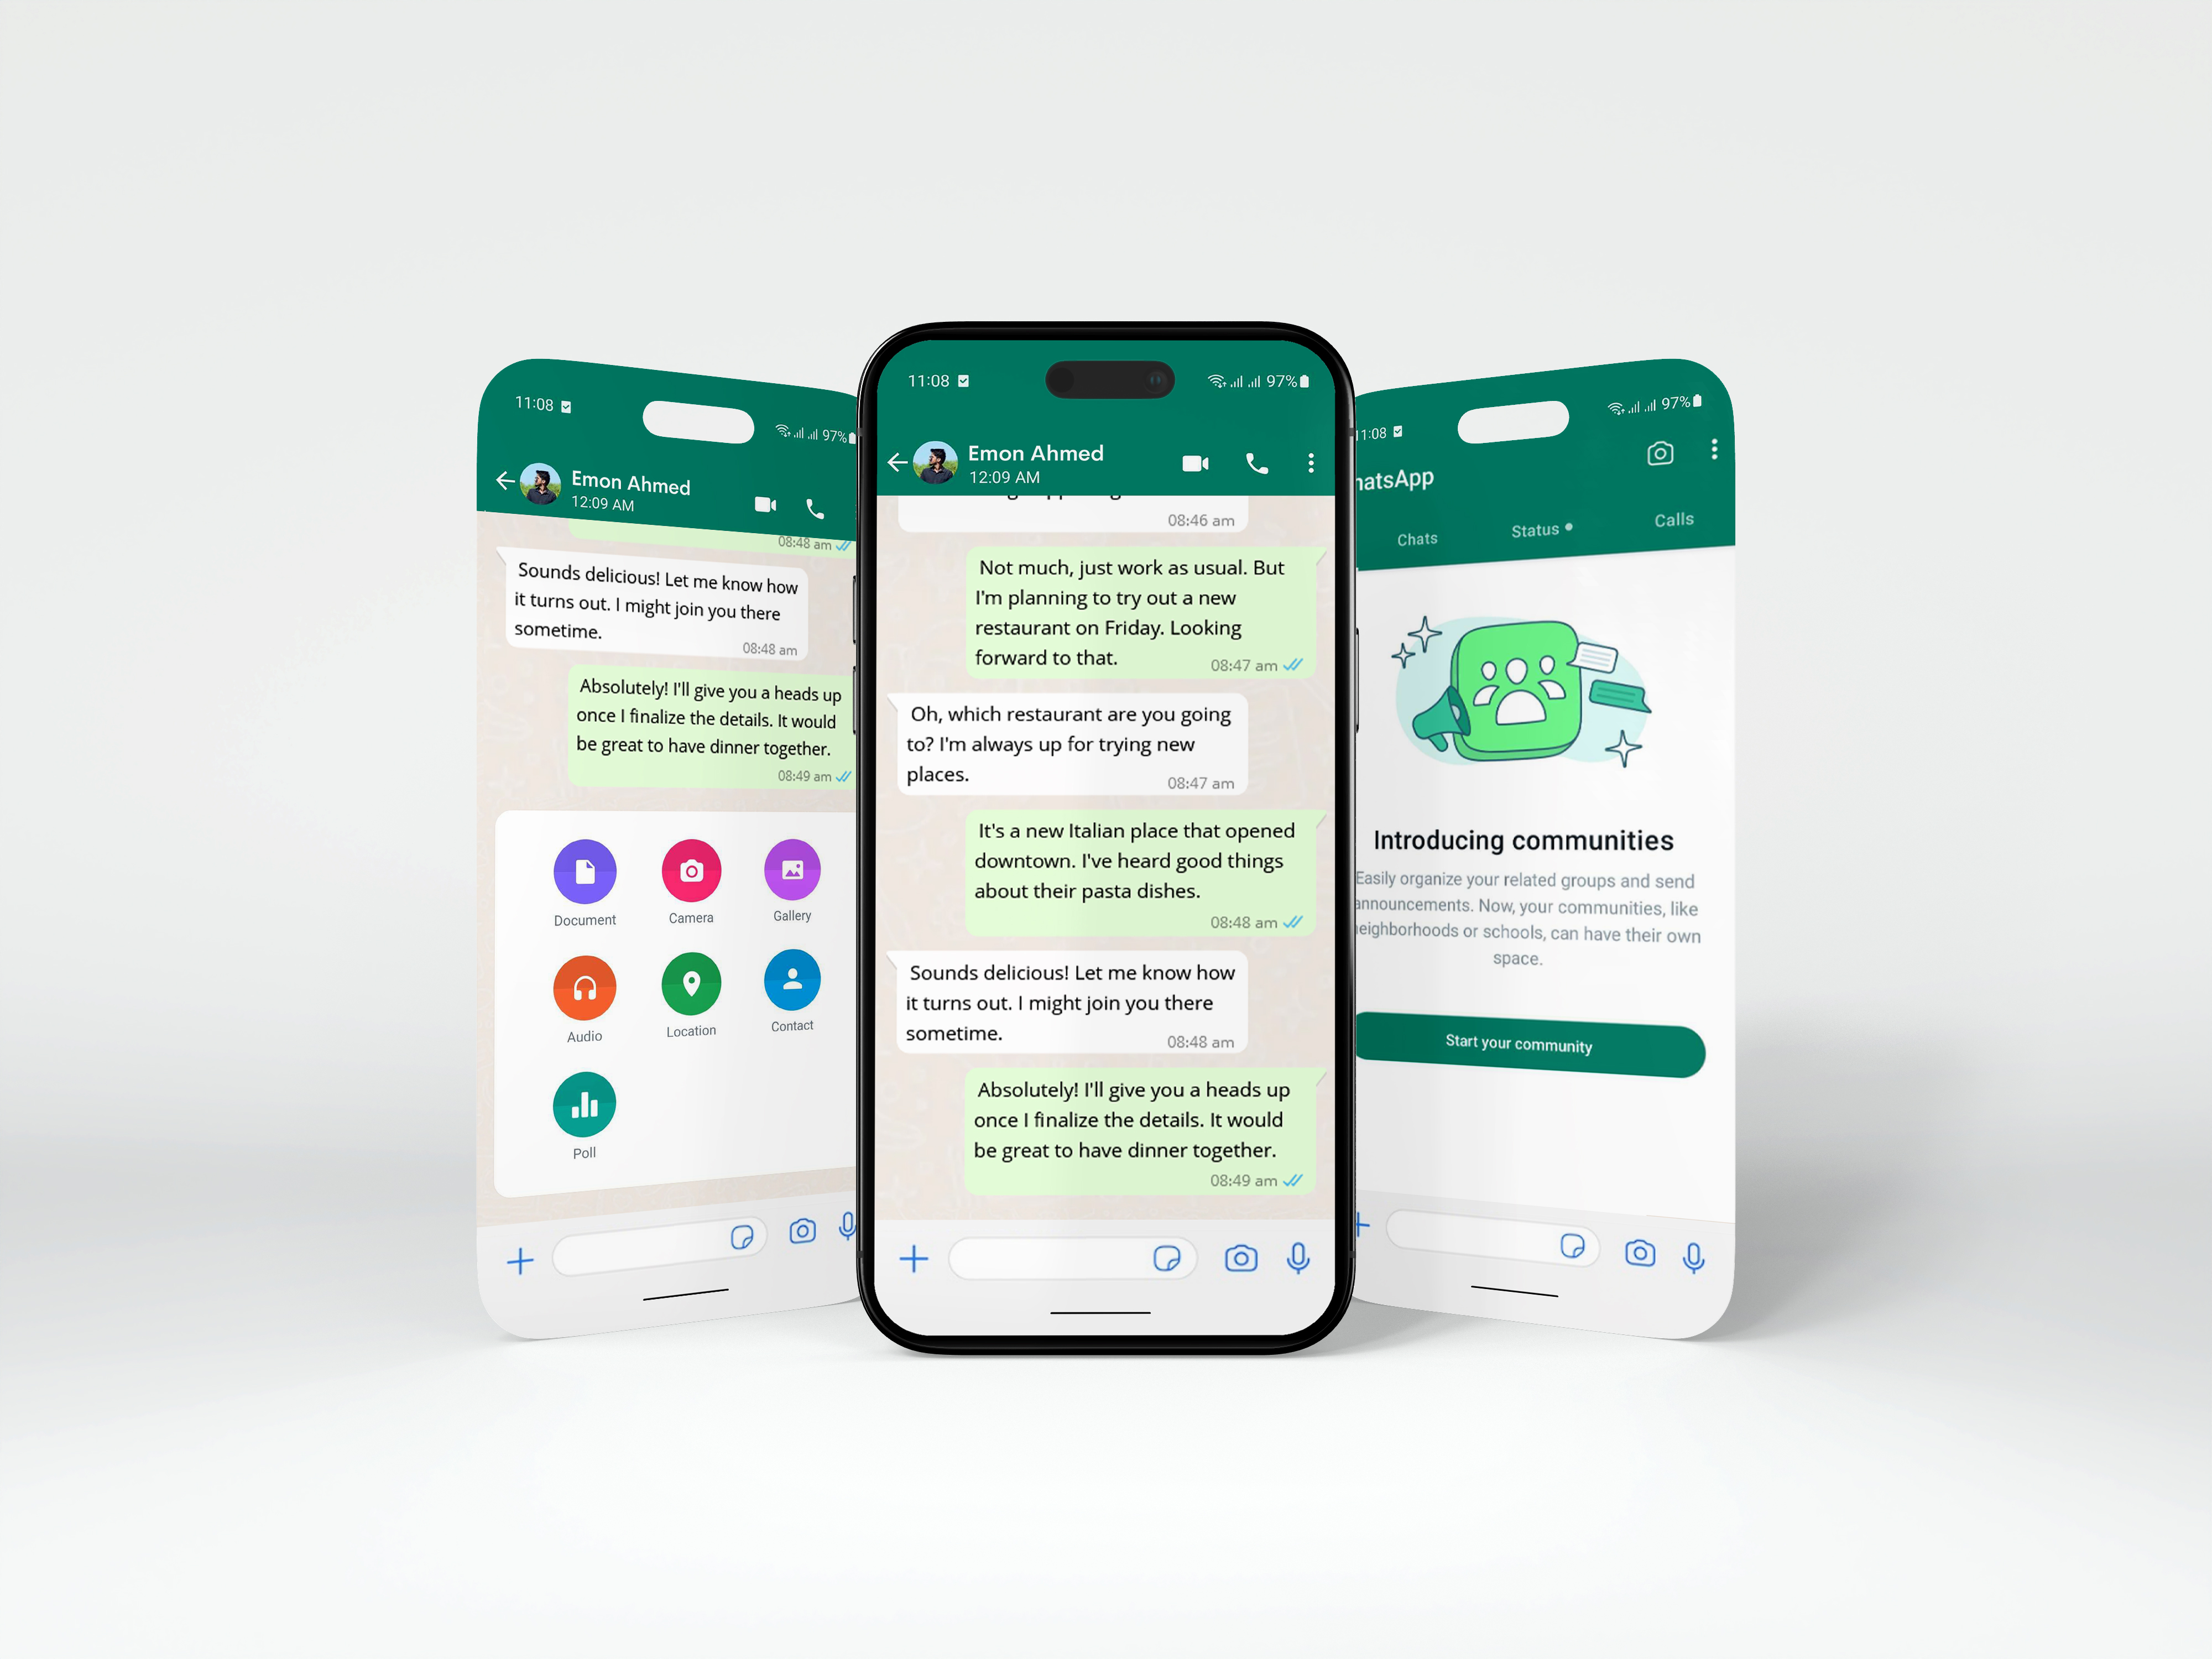 11:08
97%
Emon Ahmed
12:09 AM
08:48 am
Sounds delicious! Let me know how
it turns out. I might join you there
sometime.
08:48 am
Absolutely! I'll give you a heads up
once I finalize the details. It would
be great to have dinner together.
08:49 am
Document
Camera
Gallery
Audio
Location
Contact
Poll
11:08
97%
Emon Ahmed
12:09 AM
08:46 am
Not much, just work as usual. But
I'm planning to try out a new
restaurant on Friday. Looking
forward to that.
08:47 am
Oh, which restaurant are you going
to? I'm always up for trying new
places.
08:47 am
It's a new Italian place that opened
downtown. I've heard good things
about their pasta dishes.
08:48 am
Sounds delicious! Let me know how
it turns out. I might join you there
sometime.
08:48 am
Absolutely! I'll give you a heads up
once I finalize the details. It would
be great to have dinner together.
08:49 am
11:08
97%
hatsApp
Chats
Status
Calls
Introducing communities
Easily organize your related groups and send
announcements. Now, your communities, like
neighborhoods or schools, can have their own
space.
Start your community